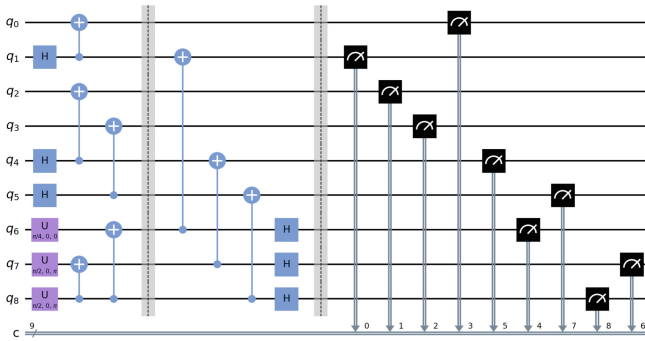 q0
q1 H
q2
q3
q4 H
q5 H
q6 U π/4, 0, 0 H
q7 U π/2, 0, π H
q8 U π/2, 0, π H
c 9 0 1 2 3 5 4 7 8 6